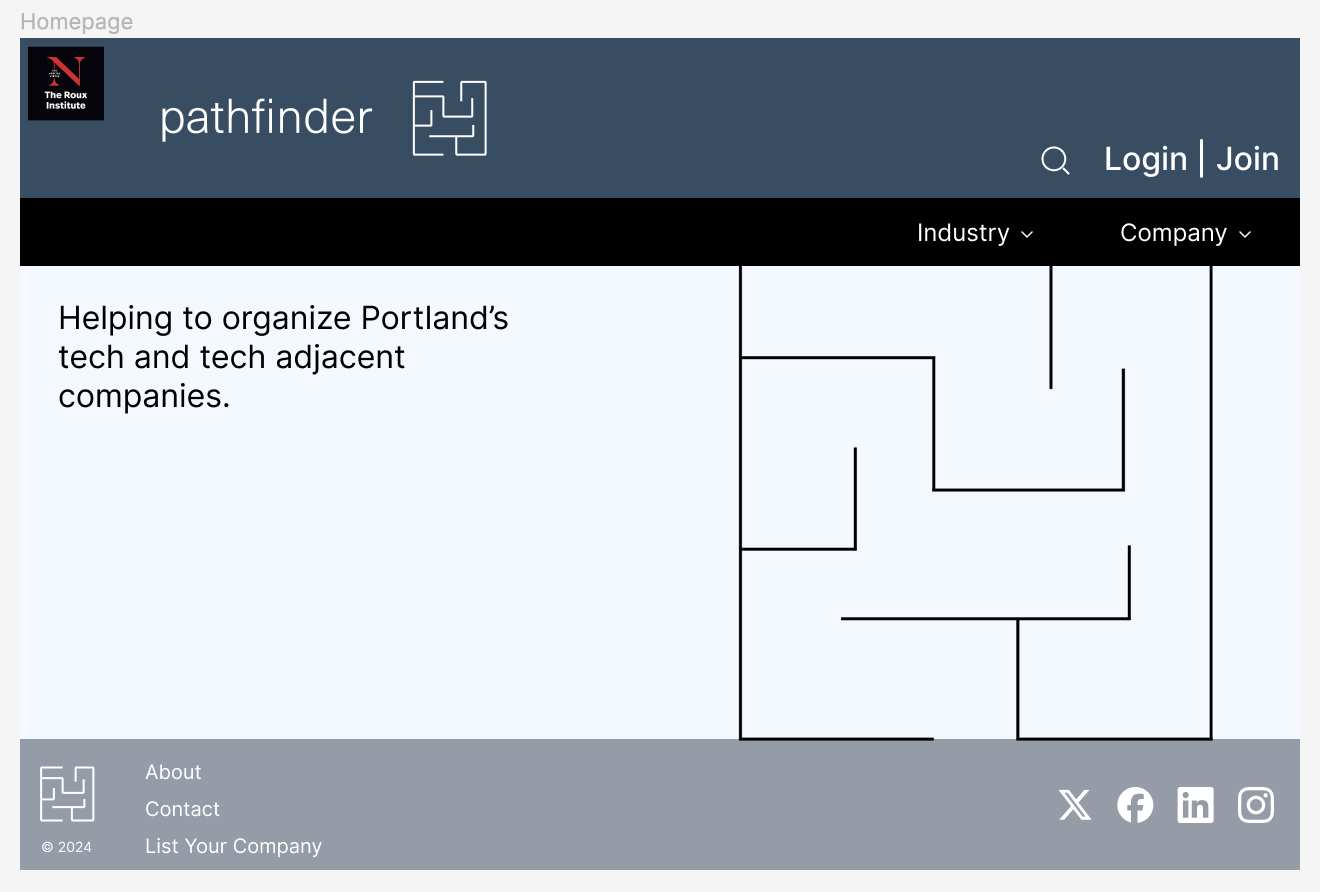 Homepage
N
The Roux
Institute
pathfinder
Login | Join
Industry
Company
Helping to organize Portland’s
tech and tech adjacent
companies.
About
Contact
List Your Company
© 2024